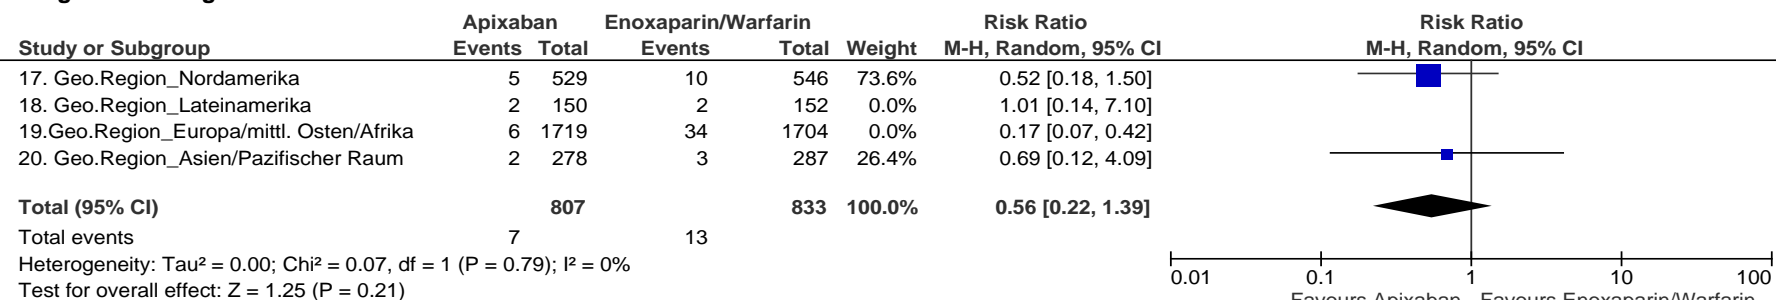 Apixaban Enoxaparin/Warfarin Risk Ratio Risk Ratio
Study or Subgroup Events Total Events Total Weight M-H, Random, 95% CI M-H, Random, 95% CI
17. Geo.Region_Nordamerika 5 529 10 546 73.6% 0.52 [0.18, 1.50]
18. Geo.Region_Lateinamerika 2 150 2 152 0.0% 1.01 [0.14, 7.10]
19.Geo.Region_Europa/mittl. Osten/Afrika 6 1719 34 1704 0.0% 0.17 [0.07, 0.42]
20. Geo.Region_Asien/Pazifischer Raum 2 278 3 287 26.4% 0.69 [0.12, 4.09]
Total (95% CI) 807 833 100.0% 0.56 [0.22, 1.39]
Total events 7 13
Heterogeneity: Tau² = 0.00; Chi² = 0.07, df = 1 (P = 0.79); I² = 0%
Test for overall effect: Z = 1.25 (P = 0.21)
0.01 0.1 1 10 100
Favours Apixaban Favours Enoxaparin/Warfarin